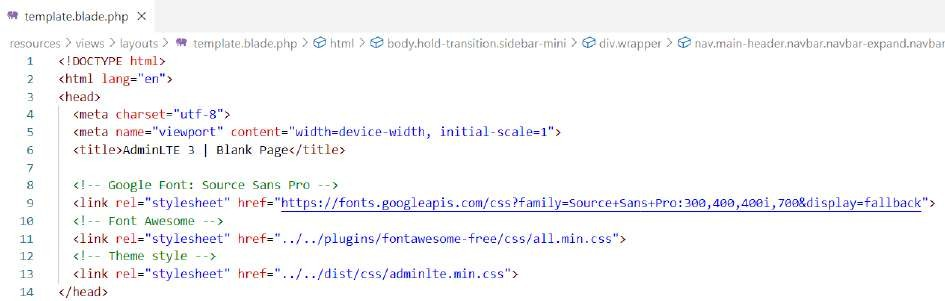 template.blade.php ×
resources > views > layouts > template.blade.php > html > body.hold-transition.sidebar-mini > div.wrapper > nav.main-header.navbar.navbar-expand.navbar
1 <!DOCTYPE html>
2 <html lang="en">
3 <head>
4 <meta charset="utf-8">
5 <meta name="viewport" content="width=device-width, initial-scale=1">
6 <title>AdminLTE 3 | Blank Page</title>
7
8 <!-- Google Font: Source Sans Pro -->
9 <link rel="stylesheet" href="https://fonts.googleapis.com/css?family=Source+Sans+Pro:300,400,400i,700&display=fallback">
10 <!-- Font Awesome -->
11 <link rel="stylesheet" href="../../plugins/fontawesome-free/css/all.min.css">
12 <!-- Theme style -->
13 <link rel="stylesheet" href="../../dist/css/adminlte.min.css">
14 </head>